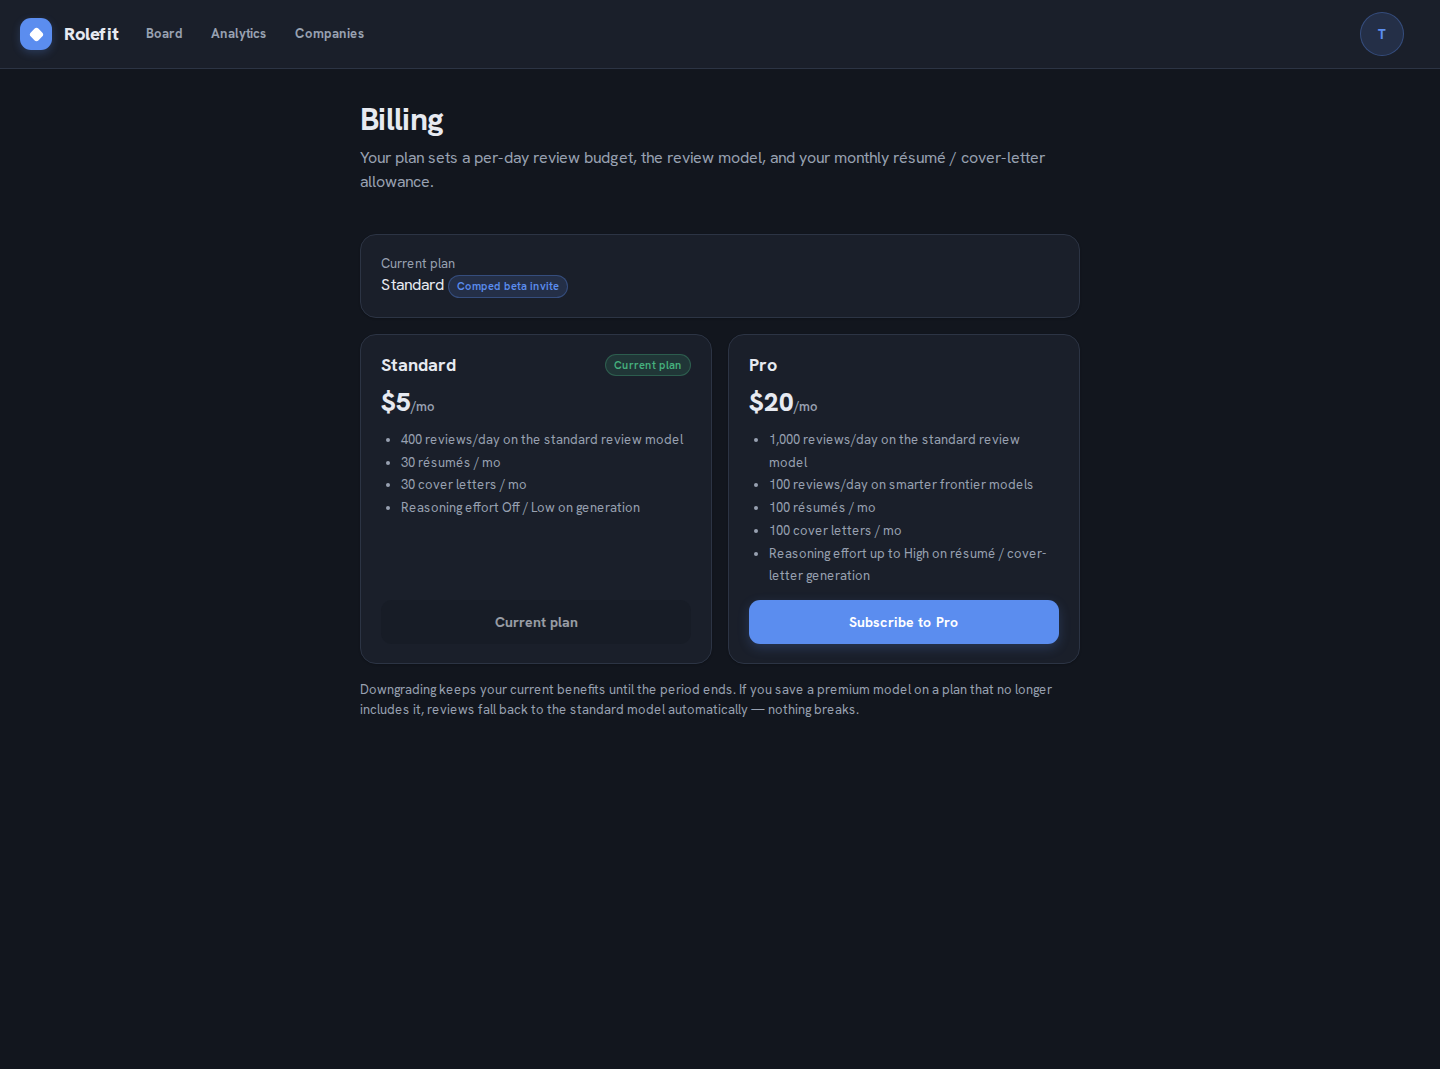 Rolefit
Board
Analytics
Companies
T
Billing
Your plan sets a per-day review budget, the review model, and your monthly résumé / cover-letter
allowance.
Current plan
Standard Comped beta invite
Standard
Current plan
$5/mo
400 reviews/day on the standard review model
30 résumés / mo
30 cover letters / mo
Reasoning effort Off / Low on generation
Current plan
Pro
$20/mo
1,000 reviews/day on the standard review
model
100 reviews/day on smarter frontier models
100 résumés / mo
100 cover letters / mo
Reasoning effort up to High on résumé / cover-
letter generation
Subscribe to Pro
Downgrading keeps your current benefits until the period ends. If you save a premium model on a plan that no longer
includes it, reviews fall back to the standard model automatically — nothing breaks.